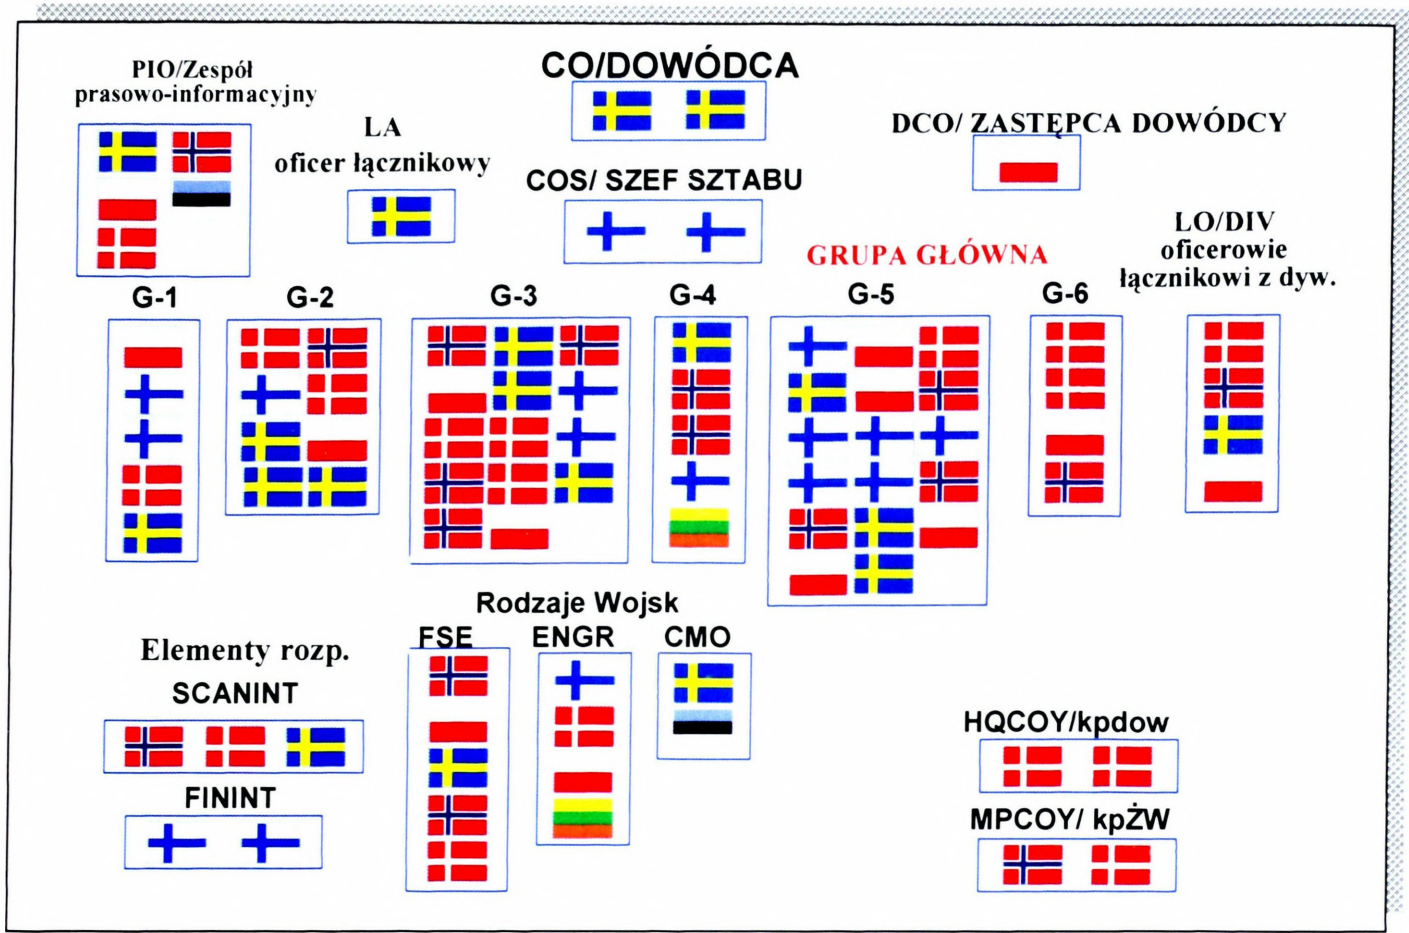 PIO/Zespół
prasowo-informacyjny
LA
oficer łącznikowy
CO/DOWÓDCA
COS/ SZEF SZTABU
DCO/ ZASTĘPCA DOWÓDCY
GRUPA GŁÓWNA
LO/DIV
oficerowie
łącznikowi z dyw.
G-1
G-2
G-3
G-4
G-5
G-6
Rodzaje Wojsk
FSE
ENGR
CMO
Elementy rozp.
SCANINT
FININT
HQCOY/kpdow
MPCOY/ kpŻW